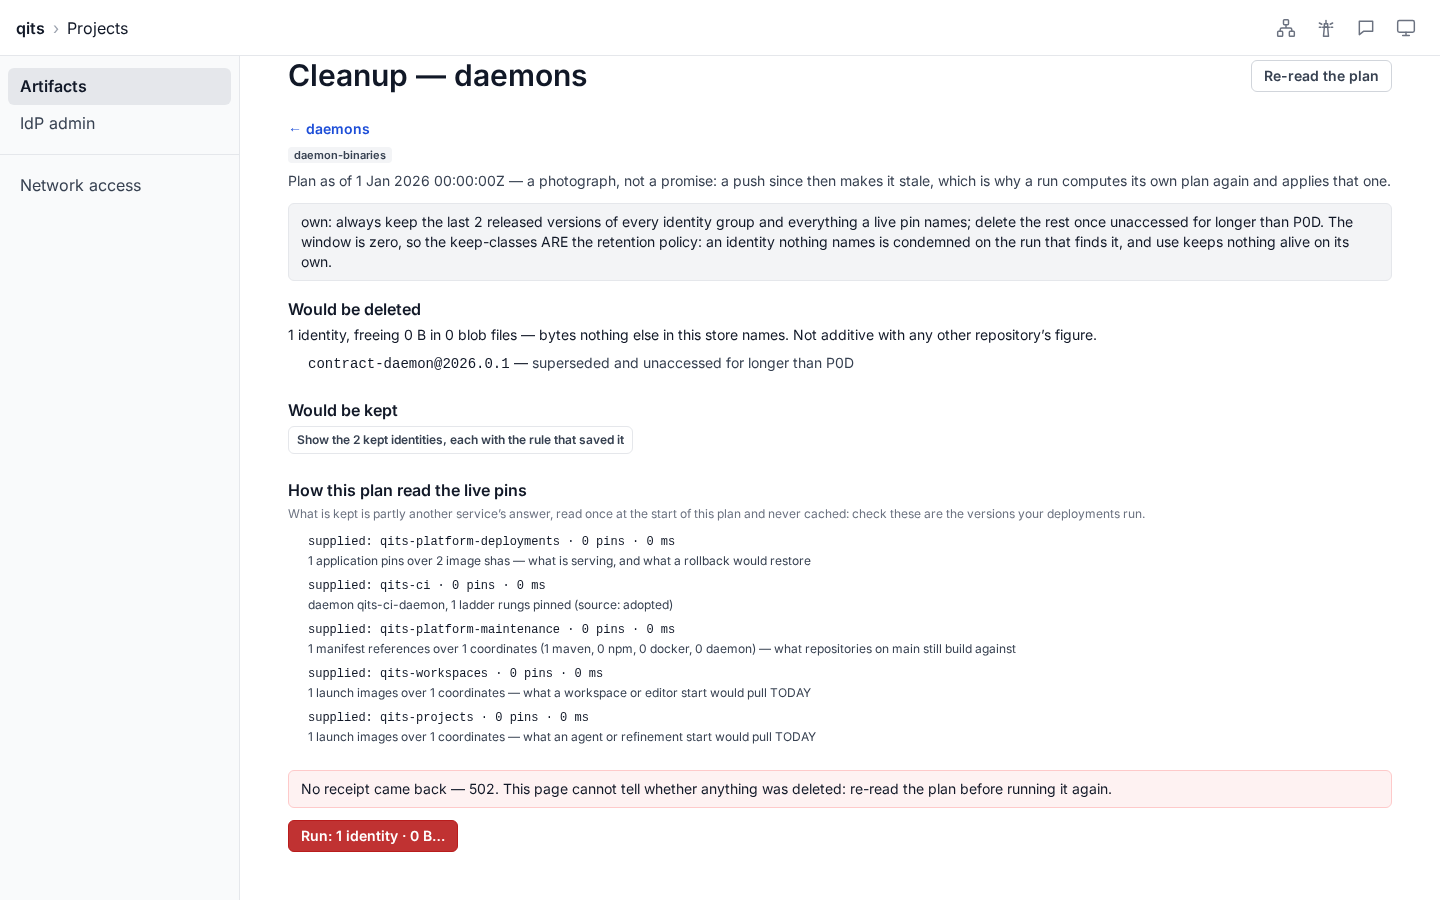 qits › Projects
Artifacts
IdP admin
Network access
Cleanup — daemons
Re-read the plan
← daemons
daemon-binaries
Plan as of 1 Jan 2026 00:00:00Z — a photograph, not a promise: a push since then makes it stale, which is why a run computes its own plan again and applies that one.
own: always keep the last 2 released versions of every identity group and everything a live pin names; delete the rest once unaccessed for longer than P0D. The
window is zero, so the keep-classes ARE the retention policy: an identity nothing names is condemned on the run that finds it, and use keeps nothing alive on its
own.
Would be deleted
1 identity, freeing 0 B in 0 blob files — bytes nothing else in this store names. Not additive with any other repository’s figure.
contract-daemon@2026.0.1 — superseded and unaccessed for longer than P0D
Would be kept
Show the 2 kept identities, each with the rule that saved it
How this plan read the live pins
What is kept is partly another service’s answer, read once at the start of this plan and never cached: check these are the versions your deployments run.
supplied: qits-platform-deployments · 0 pins · 0 ms
1 application pins over 2 image shas — what is serving, and what a rollback would restore
supplied: qits-ci · 0 pins · 0 ms
daemon qits-ci-daemon, 1 ladder rungs pinned (source: adopted)
supplied: qits-platform-maintenance · 0 pins · 0 ms
1 manifest references over 1 coordinates (1 maven, 0 npm, 0 docker, 0 daemon) — what repositories on main still build against
supplied: qits-workspaces · 0 pins · 0 ms
1 launch images over 1 coordinates — what a workspace or editor start would pull TODAY
supplied: qits-projects · 0 pins · 0 ms
1 launch images over 1 coordinates — what an agent or refinement start would pull TODAY
No receipt came back — 502. This page cannot tell whether anything was deleted: re-read the plan before running it again.
Run: 1 identity · 0 B…